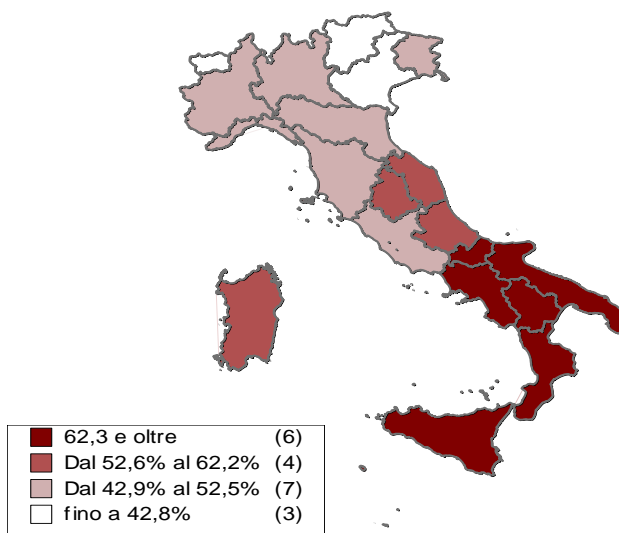 62,3 e oltre (6)
Dal 52,6% al 62,2% (4)
Dal 42,9% al 52,5% (7)
fino a 42,8% (3)